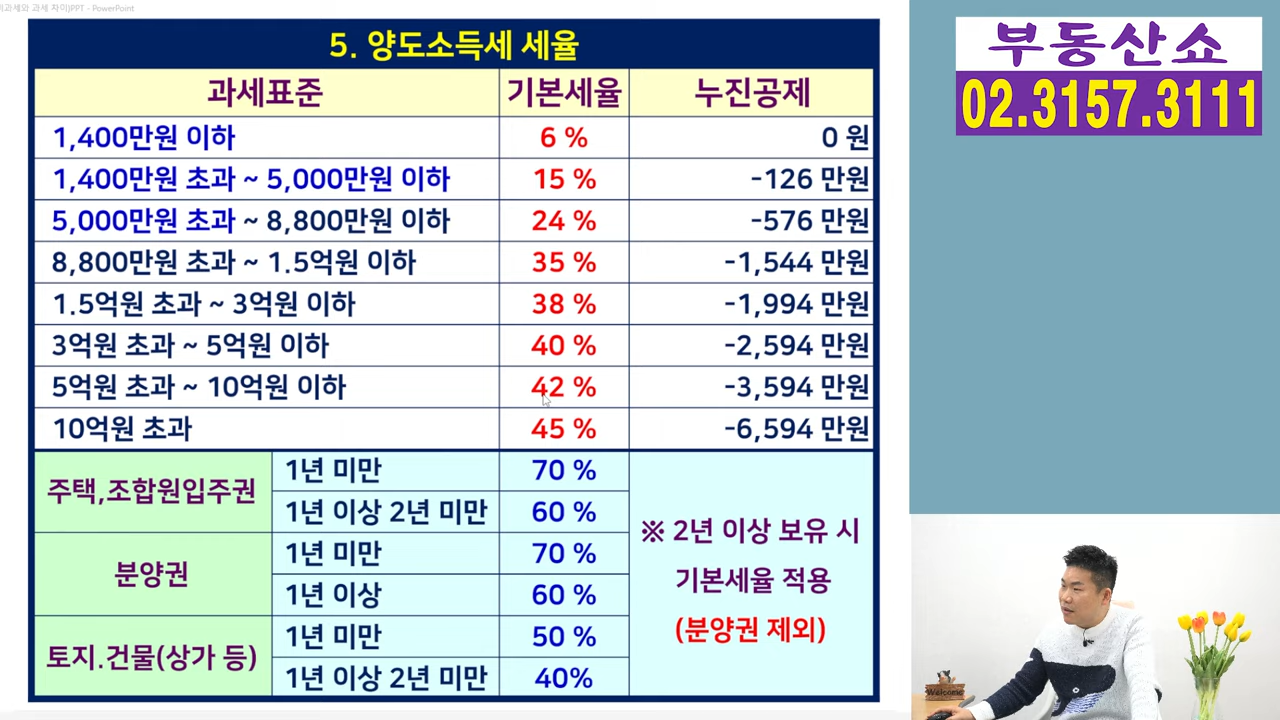 비과세와 과세 차이)PPT - PowerPoint
5. 양도소득세 세율
과세표준 기본세율 누진공제
1,400만원 이하 6 % 0 원
1,400만원 초과 ~ 5,000만원 이하 15 % -126 만원
5,000만원 초과 ~ 8,800만원 이하 24 % -576 만원
8,800만원 초과 ~ 1.5억원 이하 35 % -1,544 만원
1.5억원 초과 ~ 3억원 이하 38 % -1,994 만원
3억원 초과 ~ 5억원 이하 40 % -2,594 만원
5억원 초과 ~ 10억원 이하 42 % -3,594 만원
10억원 초과 45 % -6,594 만원
주택,조합원입주권
1년 미만 70 %
1년 이상 2년 미만 60 %
분양권
1년 미만 70 %
1년 이상 60 %
토지.건물(상가 등)
1년 미만 50 %
1년 이상 2년 미만 40%
※ 2년 이상 보유 시
기본세율 적용
(분양권 제외)
부동산쇼
02.3157.3111
Welcome